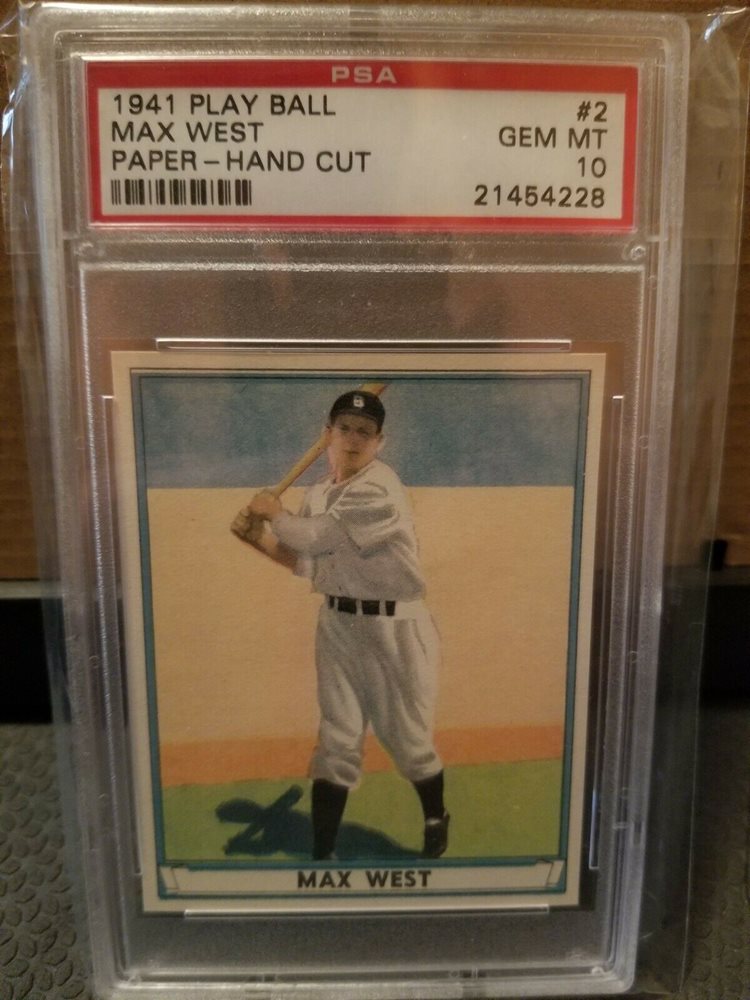 PSA
1941 PLAY BALL #2
MAX WEST GEM MT
PAPER-HAND CUT 10
21454228
B
MAX WEST